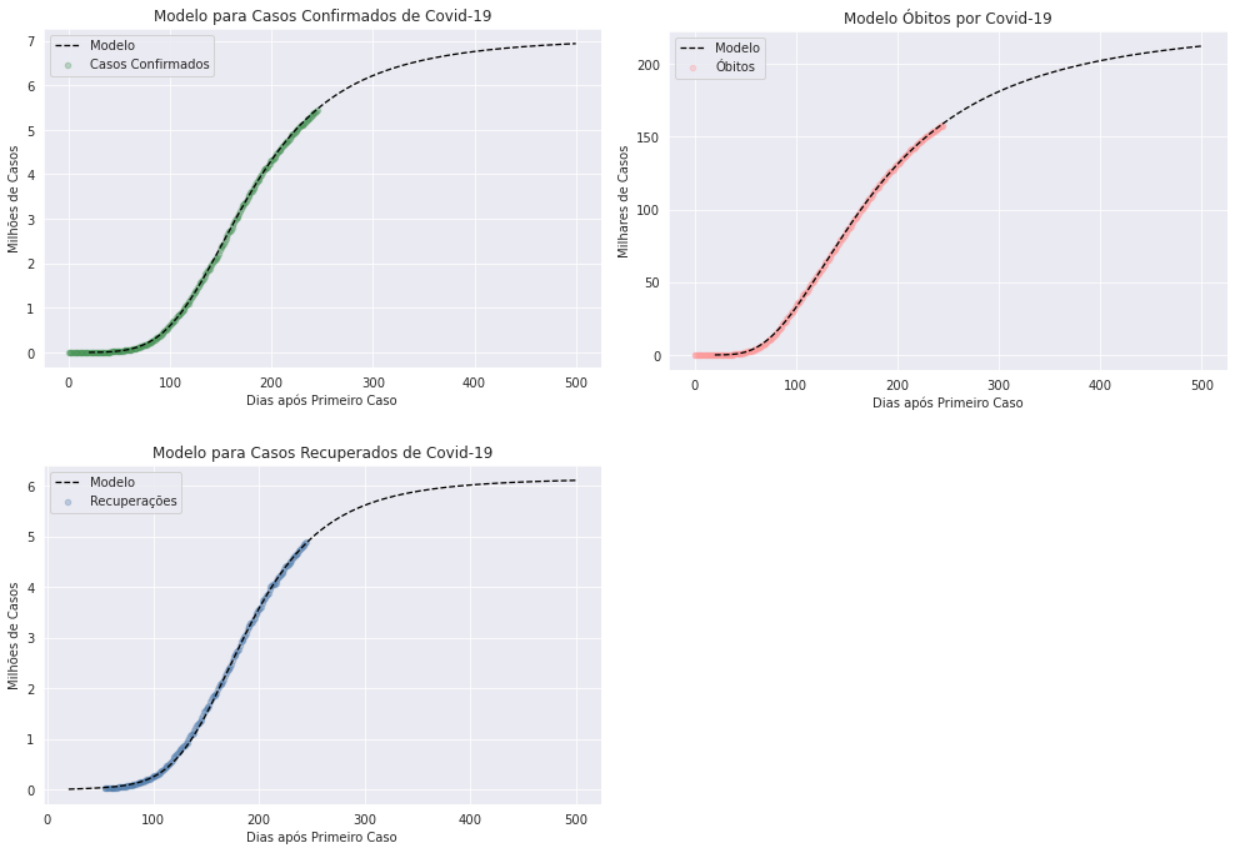 Modelo para Casos Confirmados de Covid-19
Modelo
Casos Confirmados
7
6
5
4
3
2
1
0
Milhões de Casos
0 100 200 300 400 500
Dias após Primeiro Caso
Modelo Óbitos por Covid-19
Modelo
Óbitos
200
150
100
50
0
Milhares de Casos
0 100 200 300 400 500
Dias após Primeiro Caso
Modelo para Casos Recuperados de Covid-19
Modelo
Recuperações
6
5
4
3
2
1
0
Milhões de Casos
0 100 200 300 400 500
Dias após Primeiro Caso